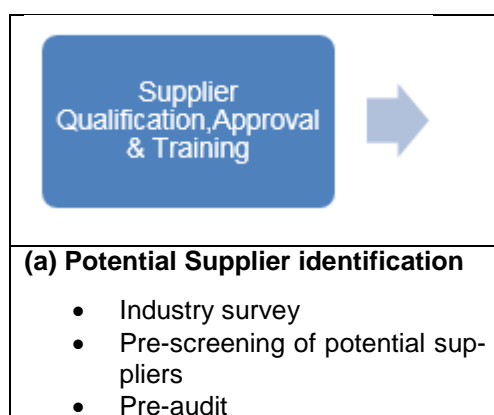 Supplier
Qualification,Approval
& Training
(a) Potential Supplier identification
• Industry survey
• Pre-screening of potential sup-
pliers
• Pre-audit